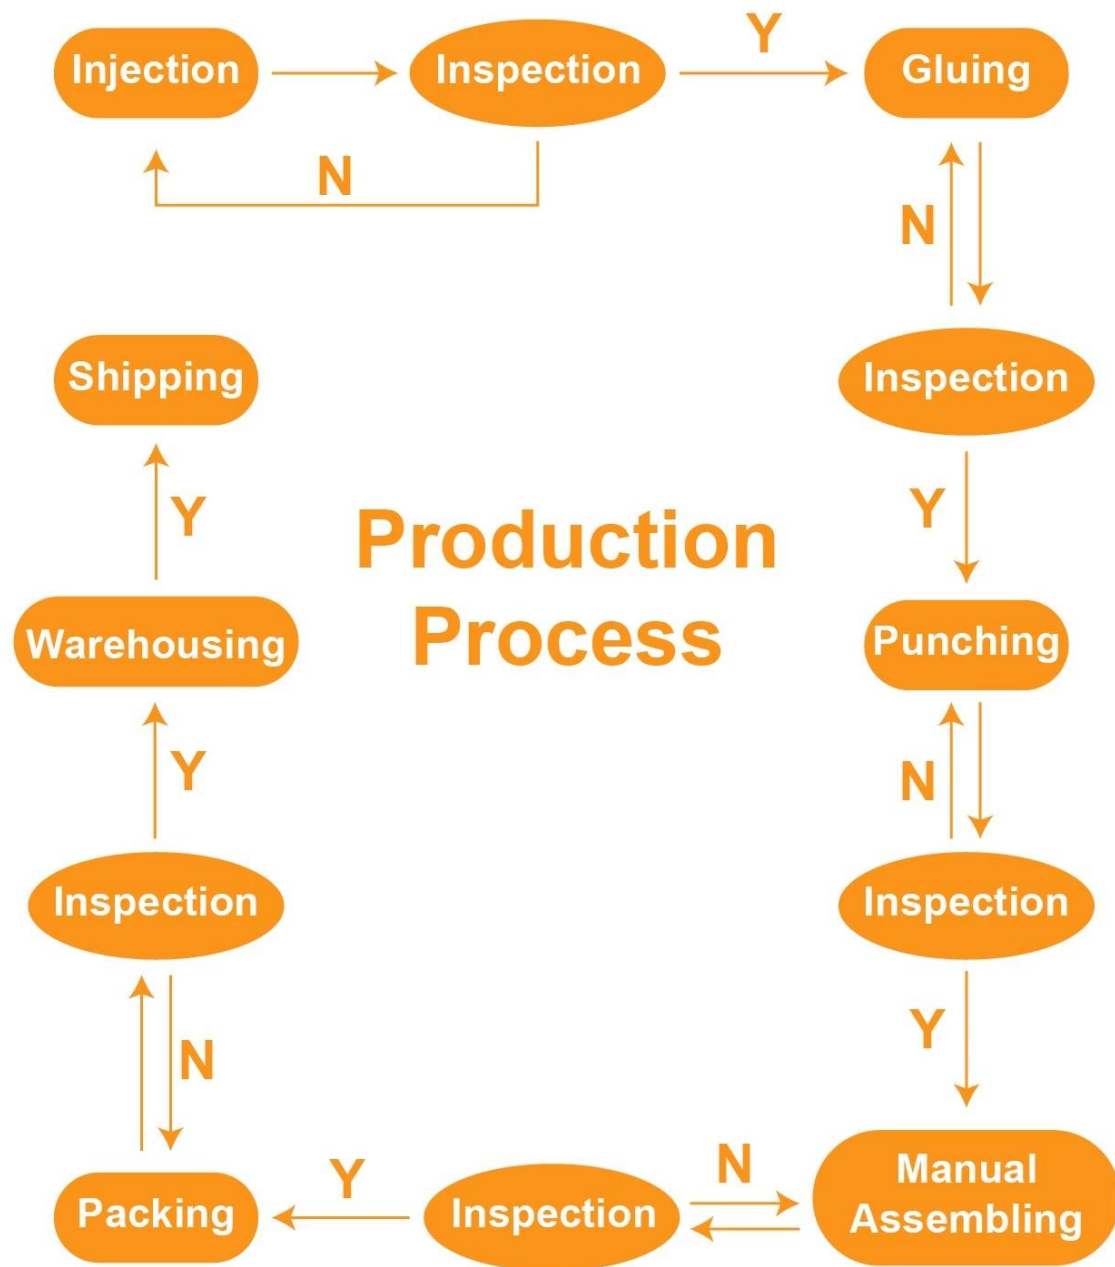 Injection
Inspection
Y
Gluing
N
N
Inspection
Shipping
Y
Y
Production
Process
Warehousing
Punching
Y
N
Inspection
Inspection
Y
N
Manual
Assembling
N
Y
Inspection
Packing